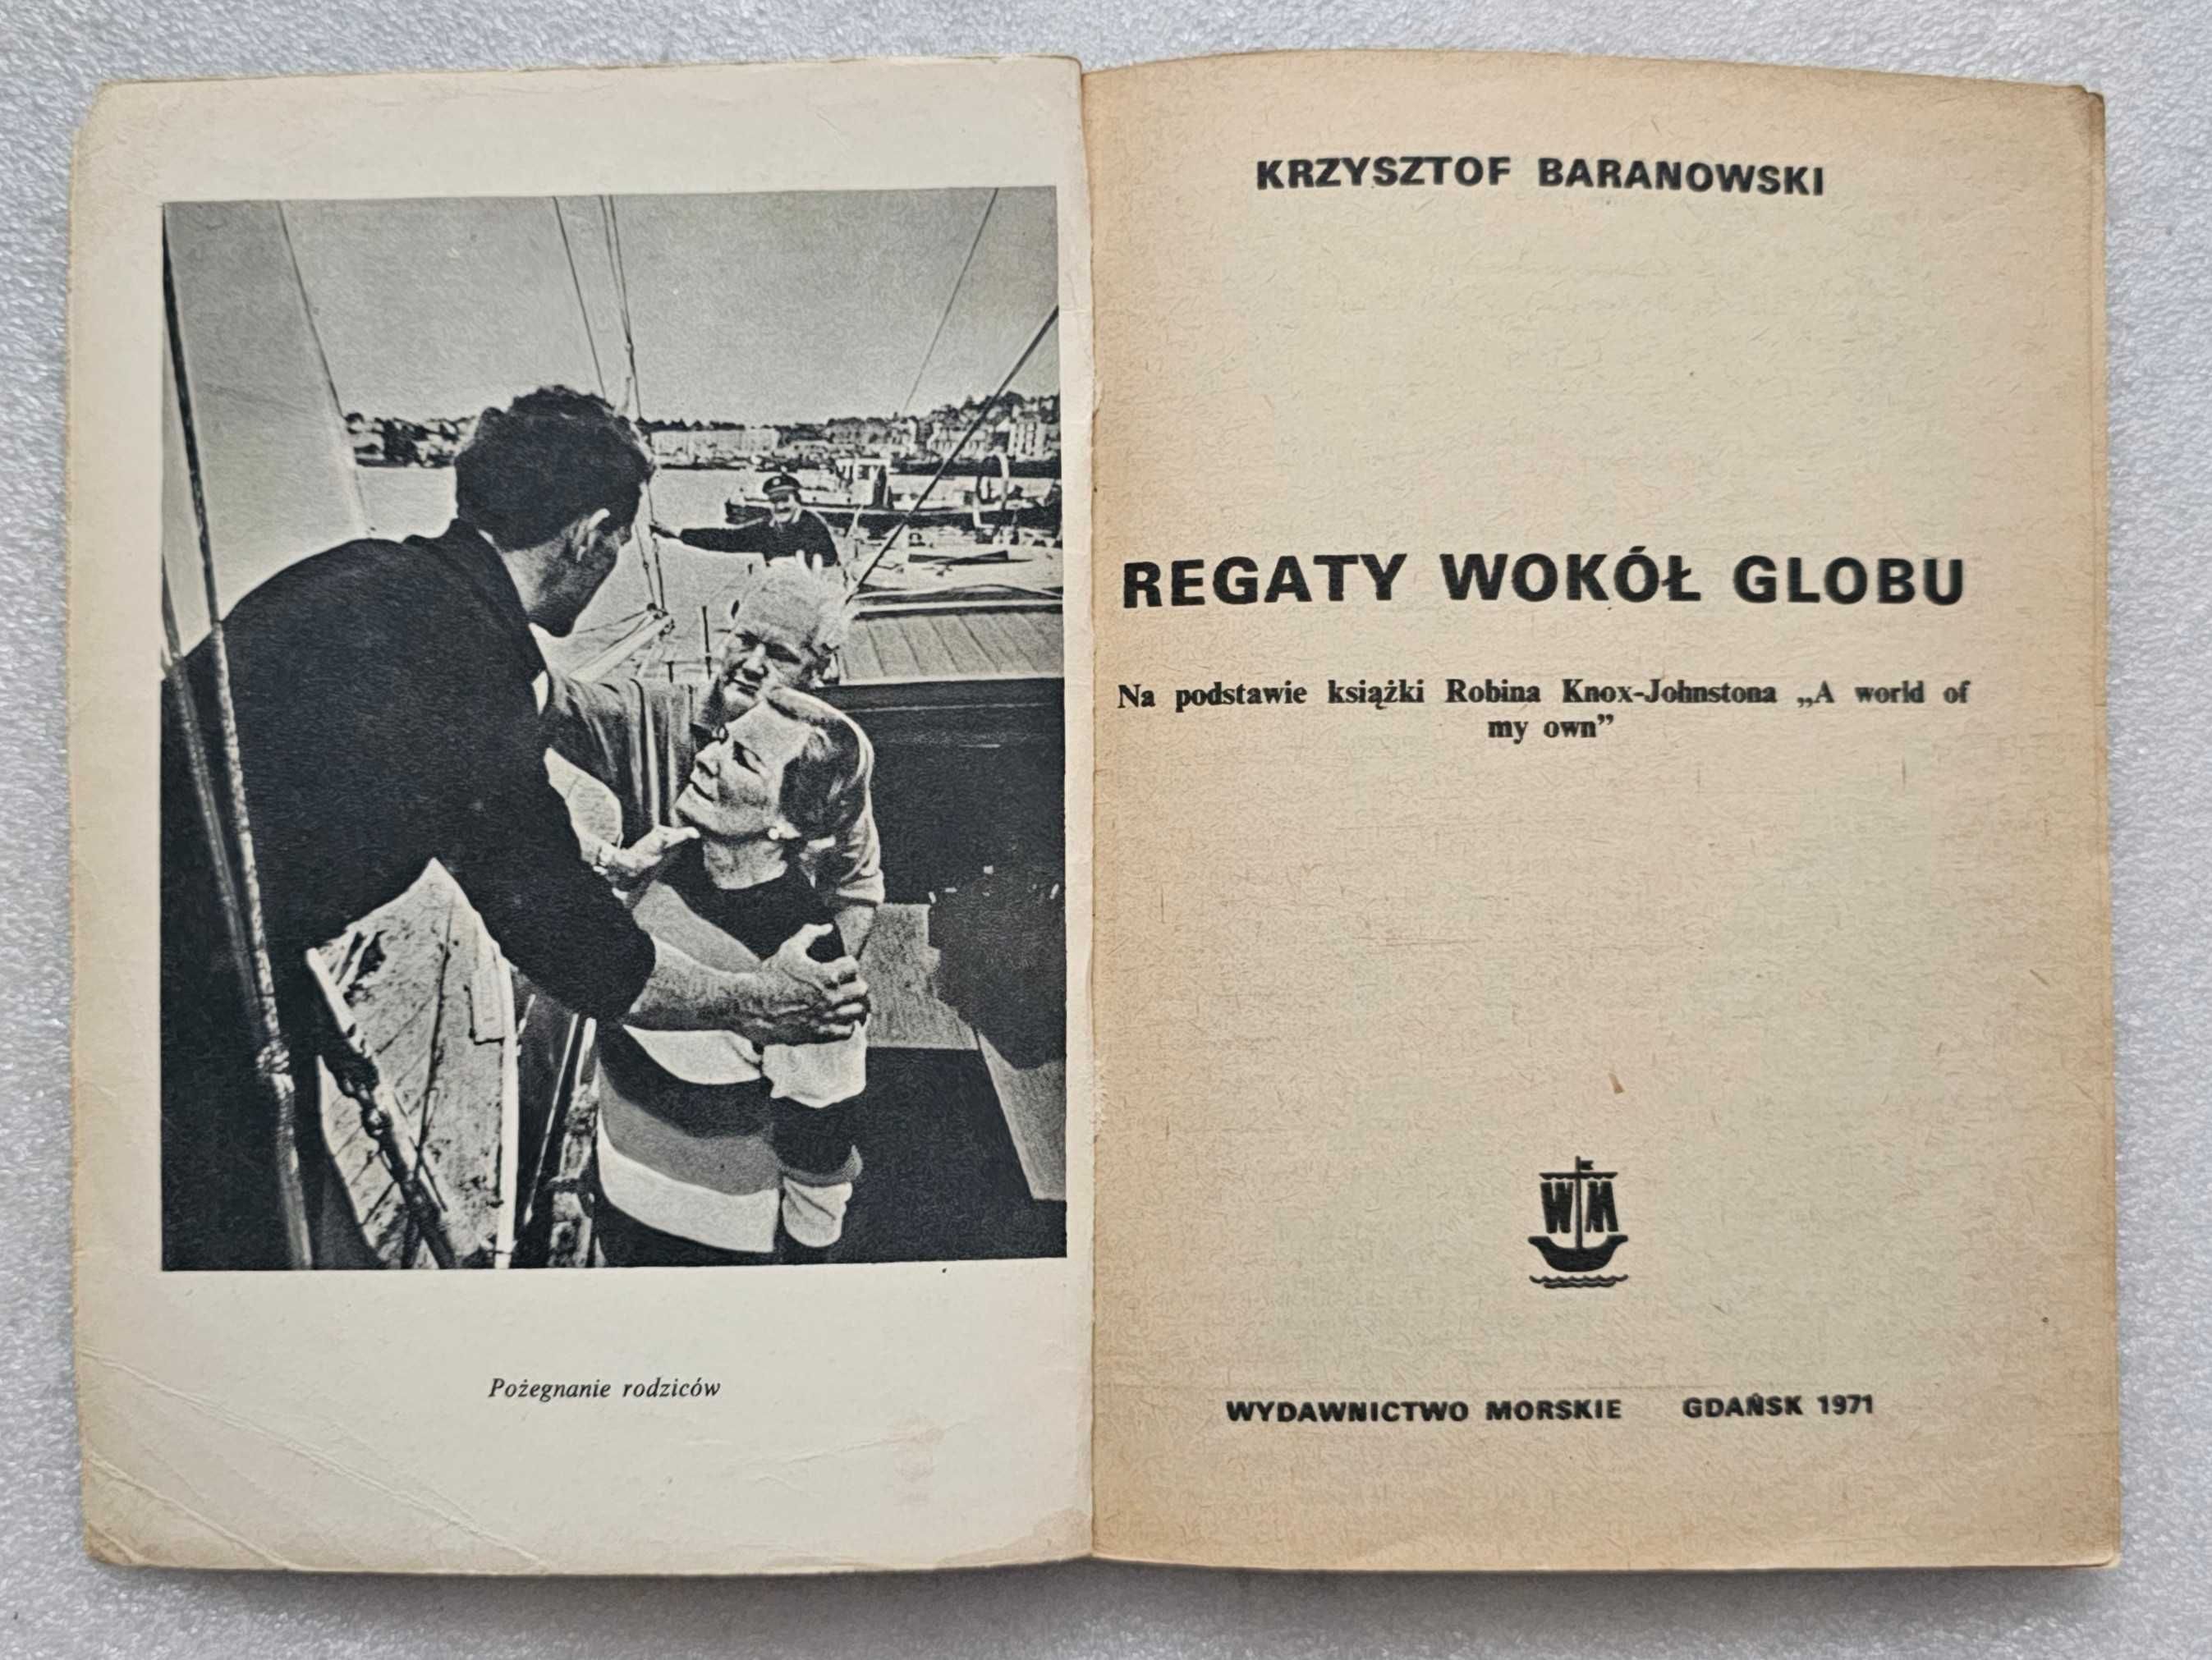 Pożegnanie rodziców
KRZYSZTOF BARANOWSKI
REGATY WOKÓŁ GLOBU
Na podstawie książki Robina Knox-Johnstona „A world of
my own”
WM
WYDAWNICTWO MORSKIE GDAŃSK 1971